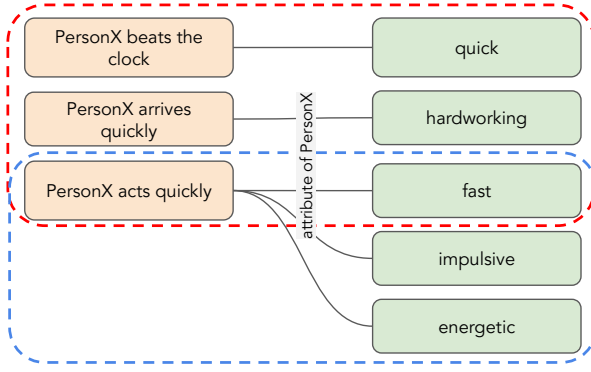 PersonX beats the
clock
quick
PersonX arrives
quickly
hardworking
attribute of PersonX
PersonX acts quickly
fast
impulsive
energetic